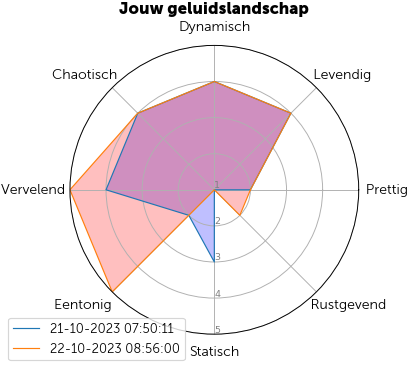 Jouw geluidslandschap
Dynamisch
Chaotisch
Levendig
Vervelend
Prettig
1
2
3
4
5
Eentonig
Rustgevend
Statisch
21-10-2023 07:50:11
22-10-2023 08:56:00